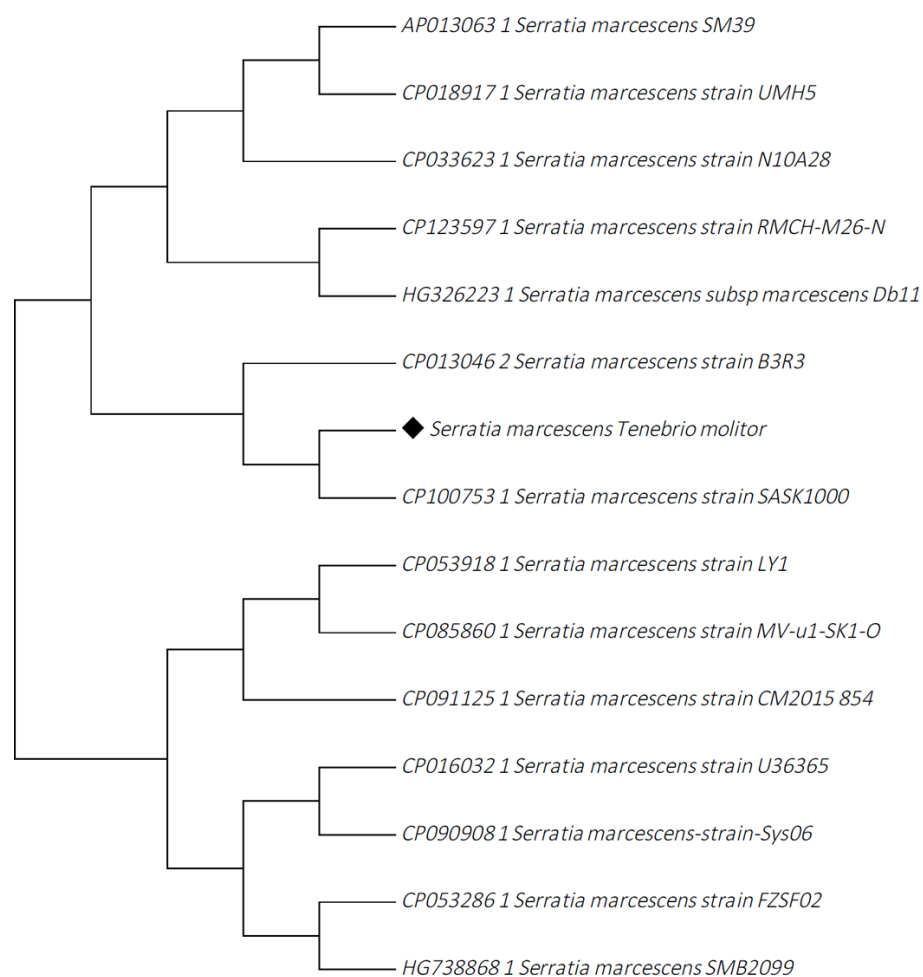 AP013063 1 Serratia marcescens SM39
CP018917 1 Serratia marcescens strain UMH5
CP033623 1 Serratia marcescens strain N10A28
CP123597 1 Serratia marcescens strain RMCH-M26-N
HG326223 1 Serratia marcescens subsp marcescens Db11
CP013046 2 Serratia marcescens strain B3R3
Serratia marcescens Tenebrio molitor
CP100753 1 Serratia marcescens strain SASK1000
CP053918 1 Serratia marcescens strain LY1
CP085860 1 Serratia marcescens strain MV-u1-SK1-O
CP091125 1 Serratia marcescens strain CM2015 854
CP016032 1 Serratia marcescens strain U36365
CP090908 1 Serratia marcescens-strain-Sys06
CP053286 1 Serratia marcescens strain FZSF02
HG738868 1 Serratia marcescens SMB2099